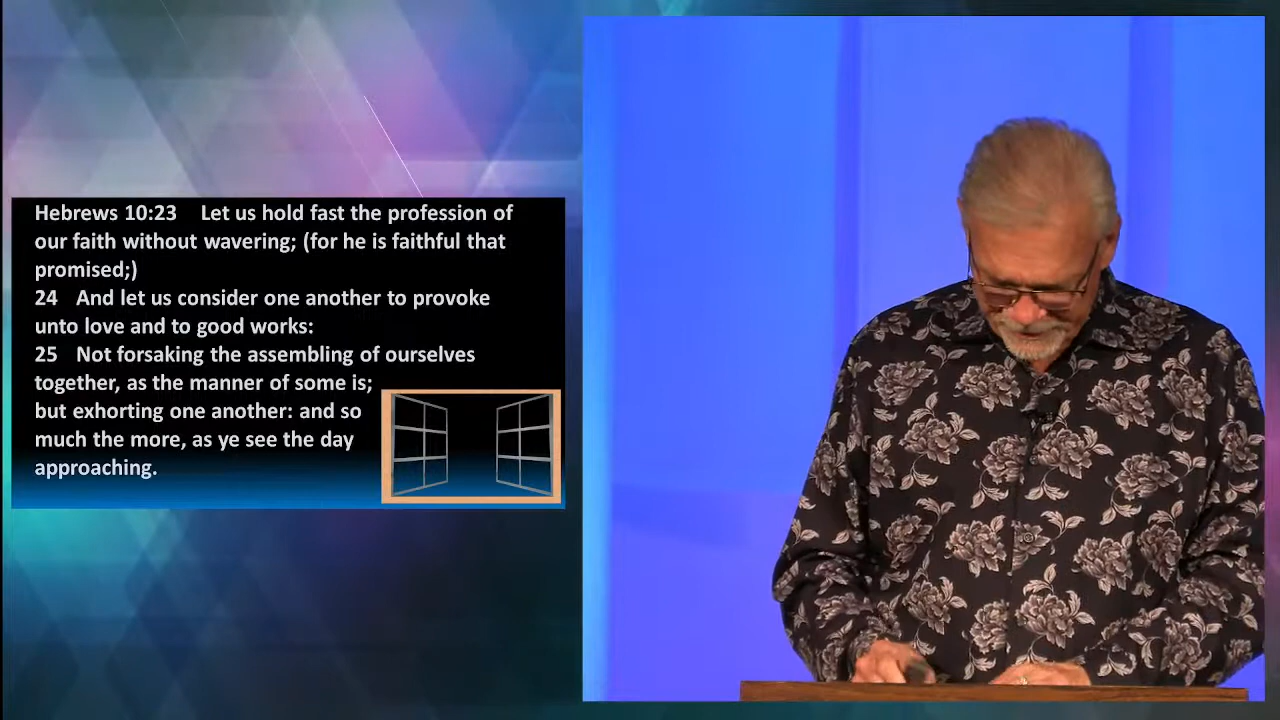 Hebrews 10:23 Let us hold fast the profession of
our faith without wavering; (for he is faithful that
promised;)
24 And let us consider one another to provoke
unto love and to good works:
25 Not forsaking the assembling of ourselves
together, as the manner of some is;
but exhorting one another: and so
much the more, as ye see the day
approaching.